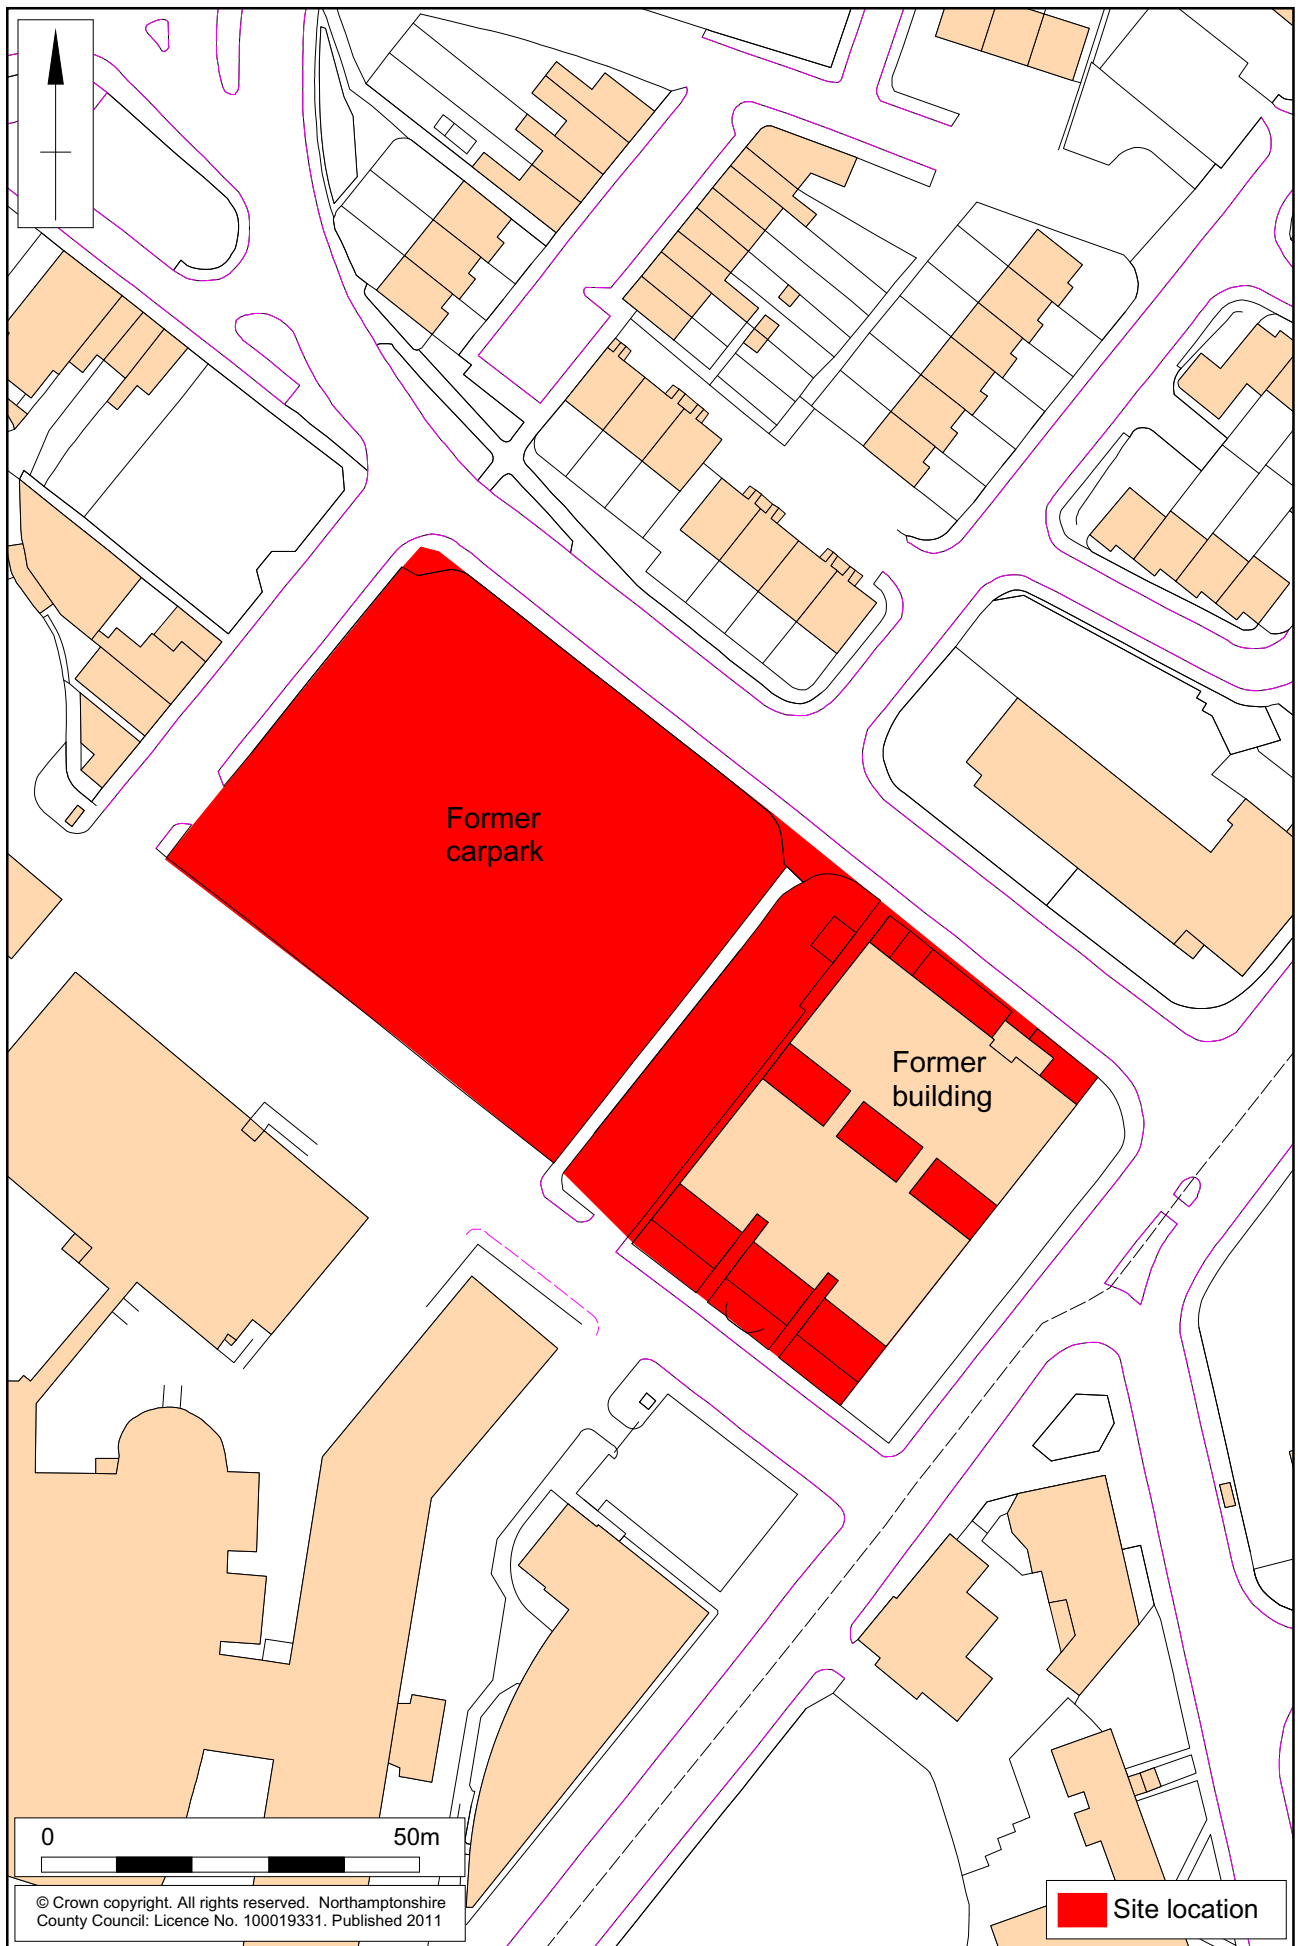 Former
carpark
Former
building
0 50m
© Crown copyright. All rights reserved. Northamptonshire
County Council: Licence No. 100019331. Published 2011
Site location